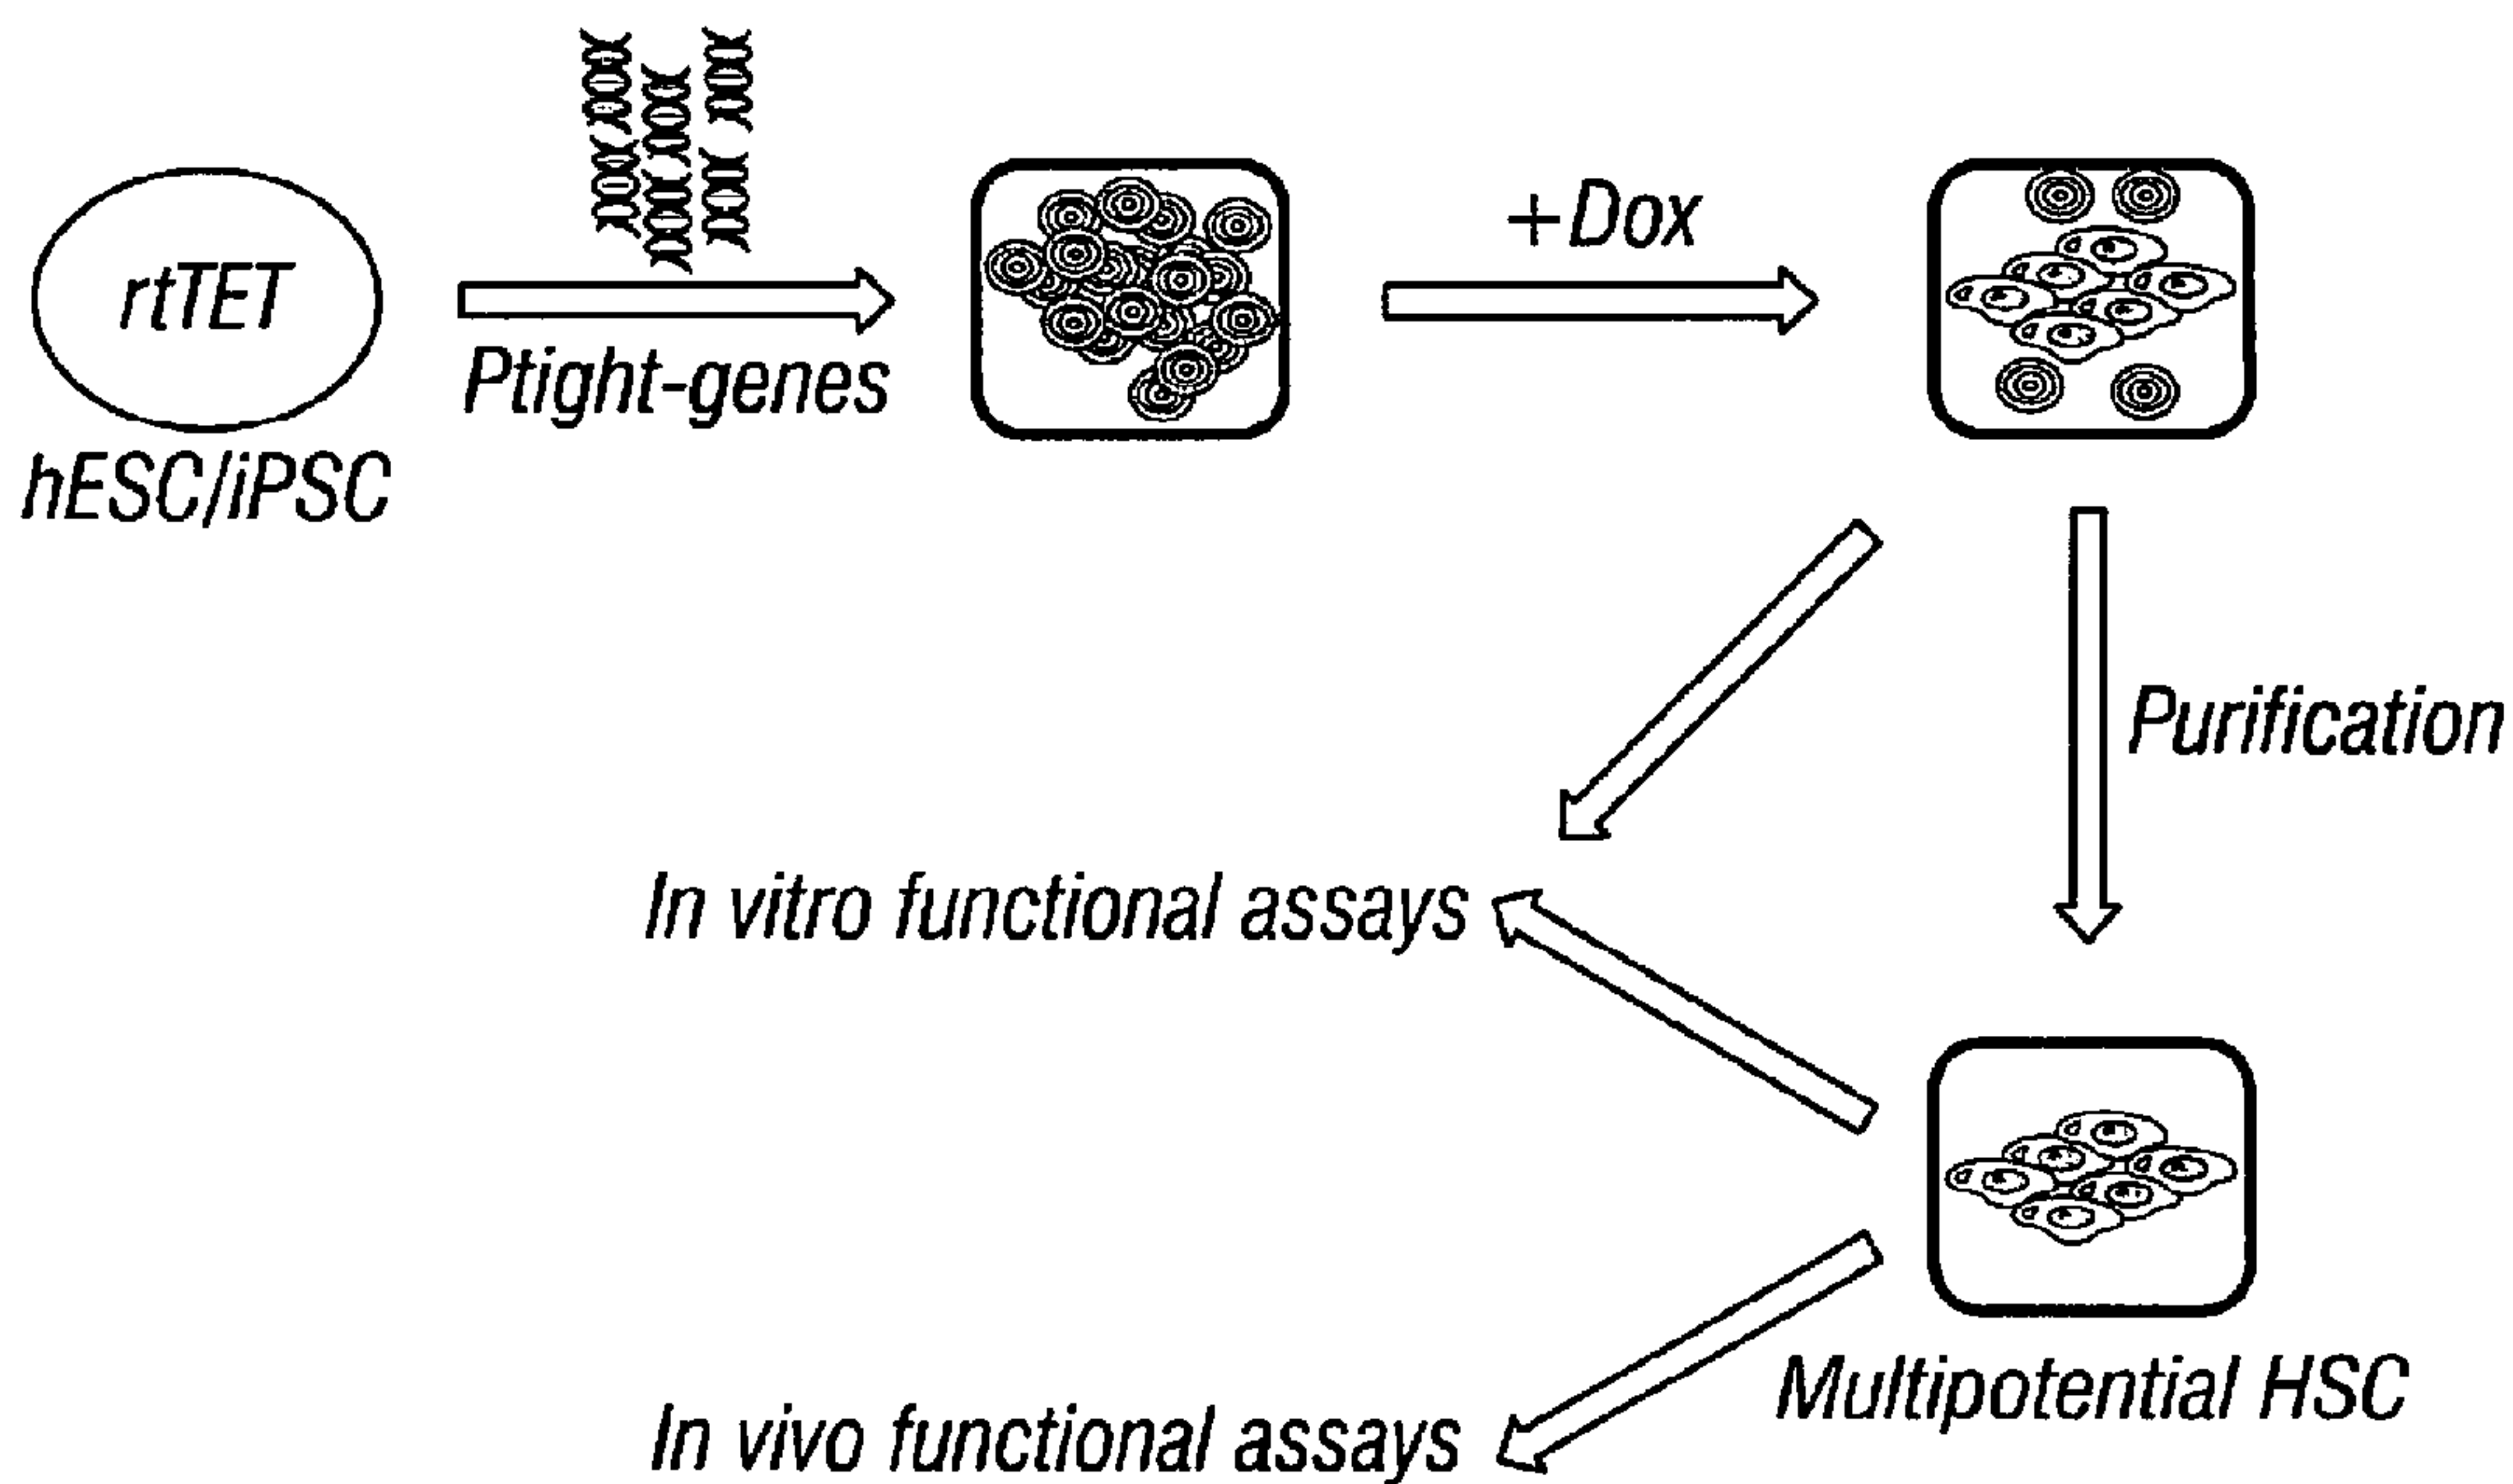 rtTET
hESC/iPSC
Ptight-genes
+Dox
Purification
In vitro functional assays
Multipotential HSC
In vivo functional assays